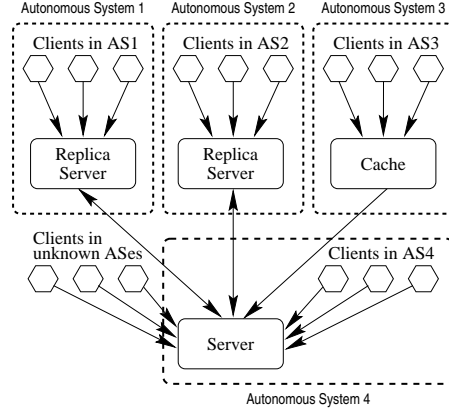 Autonomous System 1
Autonomous System 2
Autonomous System 3
Clients in AS1
Clients in AS2
Clients in AS3
Replica
Server
Replica
Server
Cache
Clients in
unknown ASes
Clients in AS4
Server
Autonomous System 4